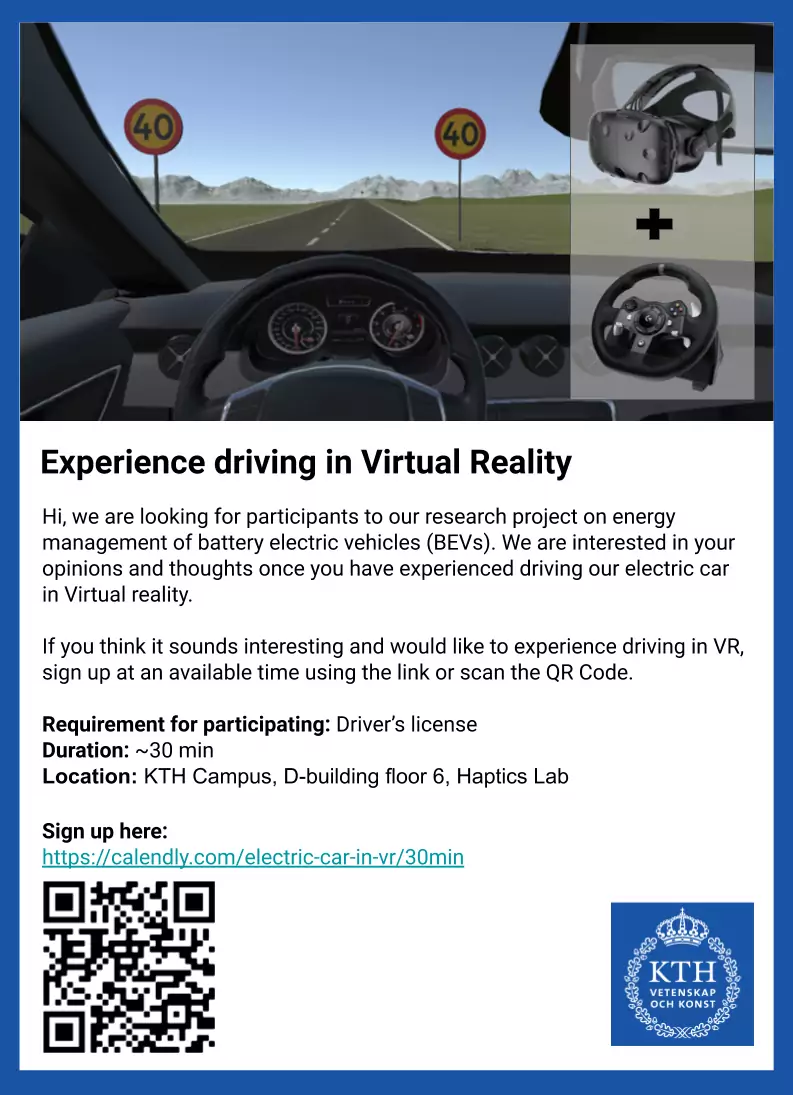 40
40
Experience driving in Virtual Reality
Hi, we are looking for participants to our research project on energy
management of battery electric vehicles (BEVs). We are interested in your
opinions and thoughts once you have experienced driving our electric car
in Virtual reality.
If you think it sounds interesting and would like to experience driving in VR,
sign up at an available time using the link or scan the QR Code.
Requirement for participating: Driver’s license
Duration: ~30 min
Location: KTH Campus, D-building floor 6, Haptics Lab
Sign up here:
https://calendly.com/electric-car-in-vr/30min
KTH
VETENSKAP
OCH KONST